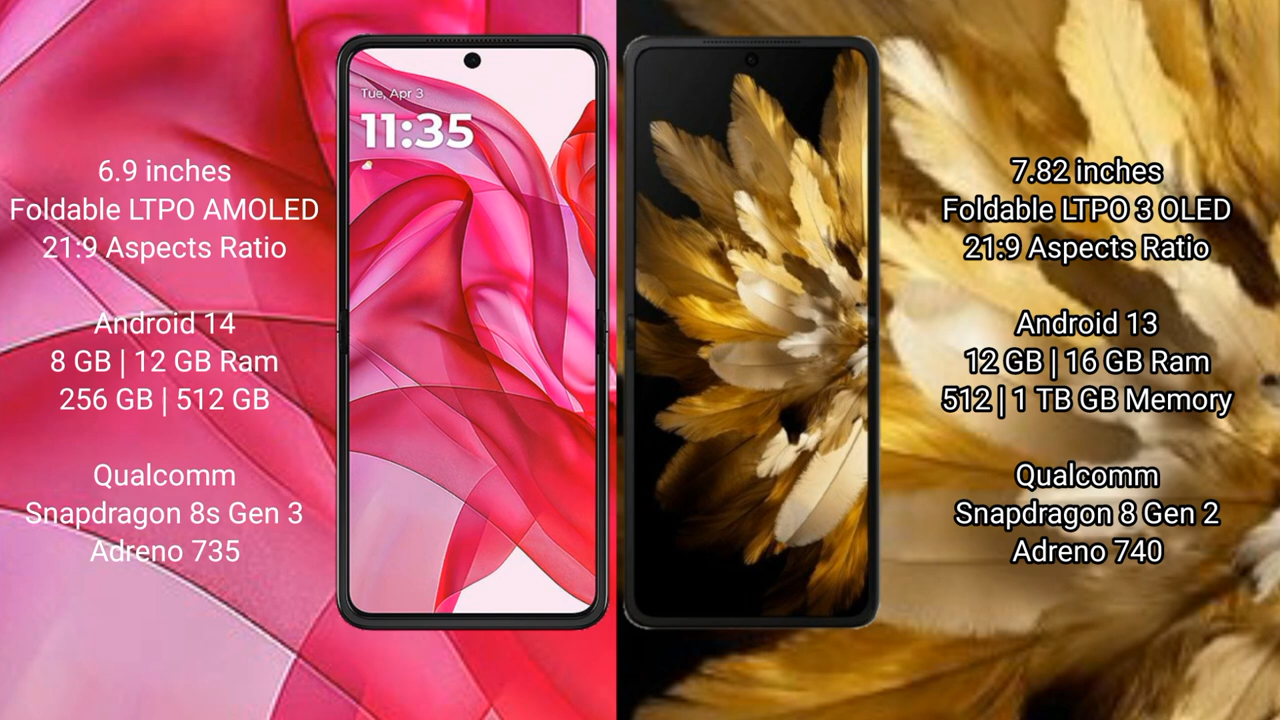 6.9 inches
Foldable LTPO AMOLED
21:9 Aspects Ratio
Android 14
8 GB | 12 GB Ram
256 GB | 512 GB
Qualcomm
Snapdragon 8s Gen 3
Adreno 735
Tue, Apr 3
11:35
7.82 inches
Foldable LTPO 3 OLED
21:9 Aspects Ratio
Android 13
12 GB | 16 GB Ram
512 | 1 TB GB Memory
Qualcomm
Snapdragon 8 Gen 2
Adreno 740